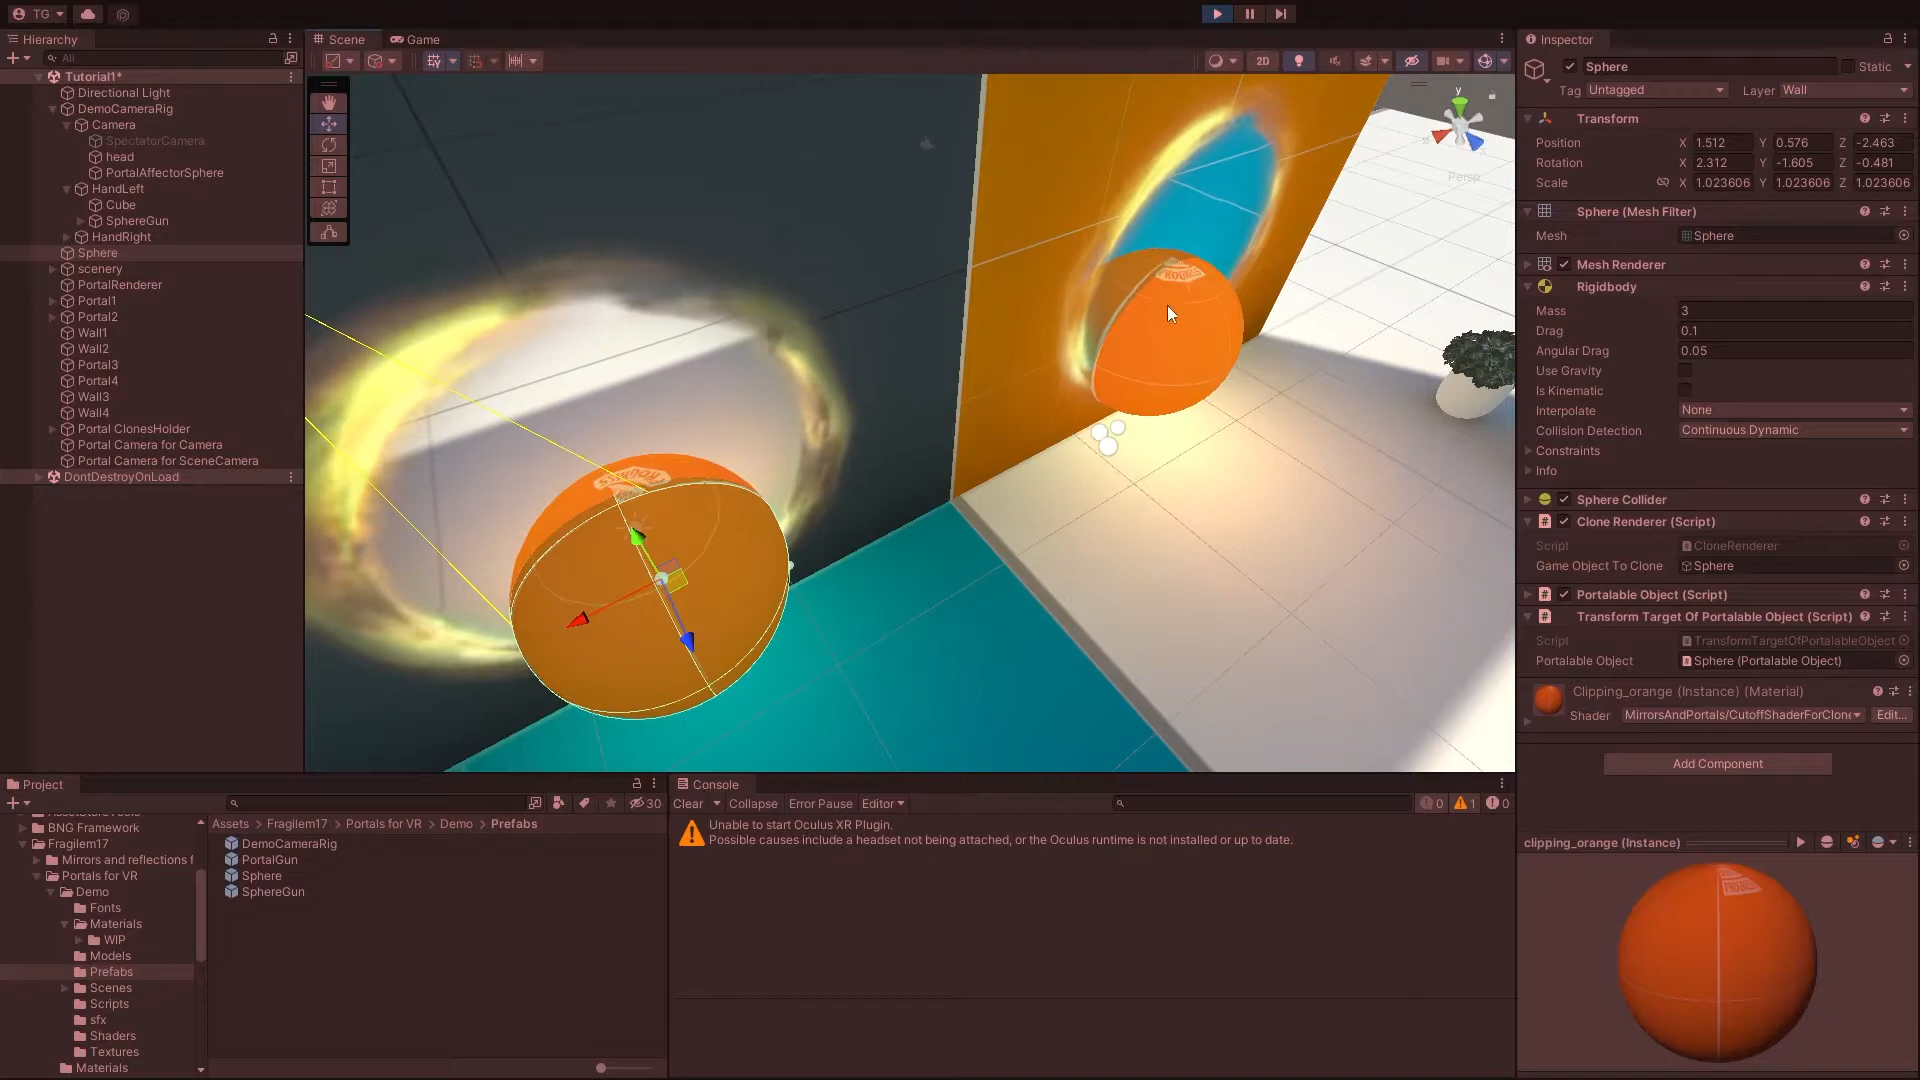 TG
Hierarchy
All
Tutorial1*
Directional Light
DemoCameraRig
Camera
SpectatorCamera
head
PortalAffectorSphere
HandLeft
Cube
SphereGun
HandRight
Sphere
scenery
PortalRenderer
Portal1
Portal2
Wall1
Wall2
Portal3
Portal4
Wall3
Wall4
Portal ClonesHolder
Portal Camera for Camera
Portal Camera for SceneCamera
DontDestroyOnLoad
Scene
Game
2D
y
Persp
Inspector
Sphere
Static
Tag Untagged Layer Wall
Transform
Position X 1.512 Y 0.576 Z -2.463
Rotation X 2.312 Y -1.605 Z -0.481
Scale X 1.023606 Y 1.023606 Z 1.023606
Sphere (Mesh Filter)
Mesh Sphere
Mesh Renderer
Rigidbody
Mass 3
Drag 0.1
Angular Drag 0.05
Use Gravity
Is Kinematic
Interpolate None
Collision Detection Continuous Dynamic
Constraints
Info
Sphere Collider
Clone Renderer (Script)
Script CloneRenderer
Game Object To Clone Sphere
Portalable Object (Script)
Transform Target Of Portalable Object (Script)
Script TransformTargetOfPortalableObject
Portalable Object Sphere (Portalable Object)
Clipping_orange (Instance) (Material)
Shader MirrorsAndPortals/CutoffShaderForClone Edit...
Add Component
clipping_orange (Instance)
Project
30
BNG Framework
Fragilem17
Mirrors and reflections f
Portals for VR
Demo
Fonts
Materials
WIP
Models
Prefabs
Scenes
Scripts
sfx
Shaders
Textures
Materials
Assets > Fragilem17 > Portals for VR > Demo > Prefabs
DemoCameraRig
PortalGun
Sphere
SphereGun
Console
Clear Collapse Error Pause Editor 0 1 0
Unable to start Oculus XR Plugin.
Possible causes include a headset not being attached, or the Oculus runtime is not installed or up to date.